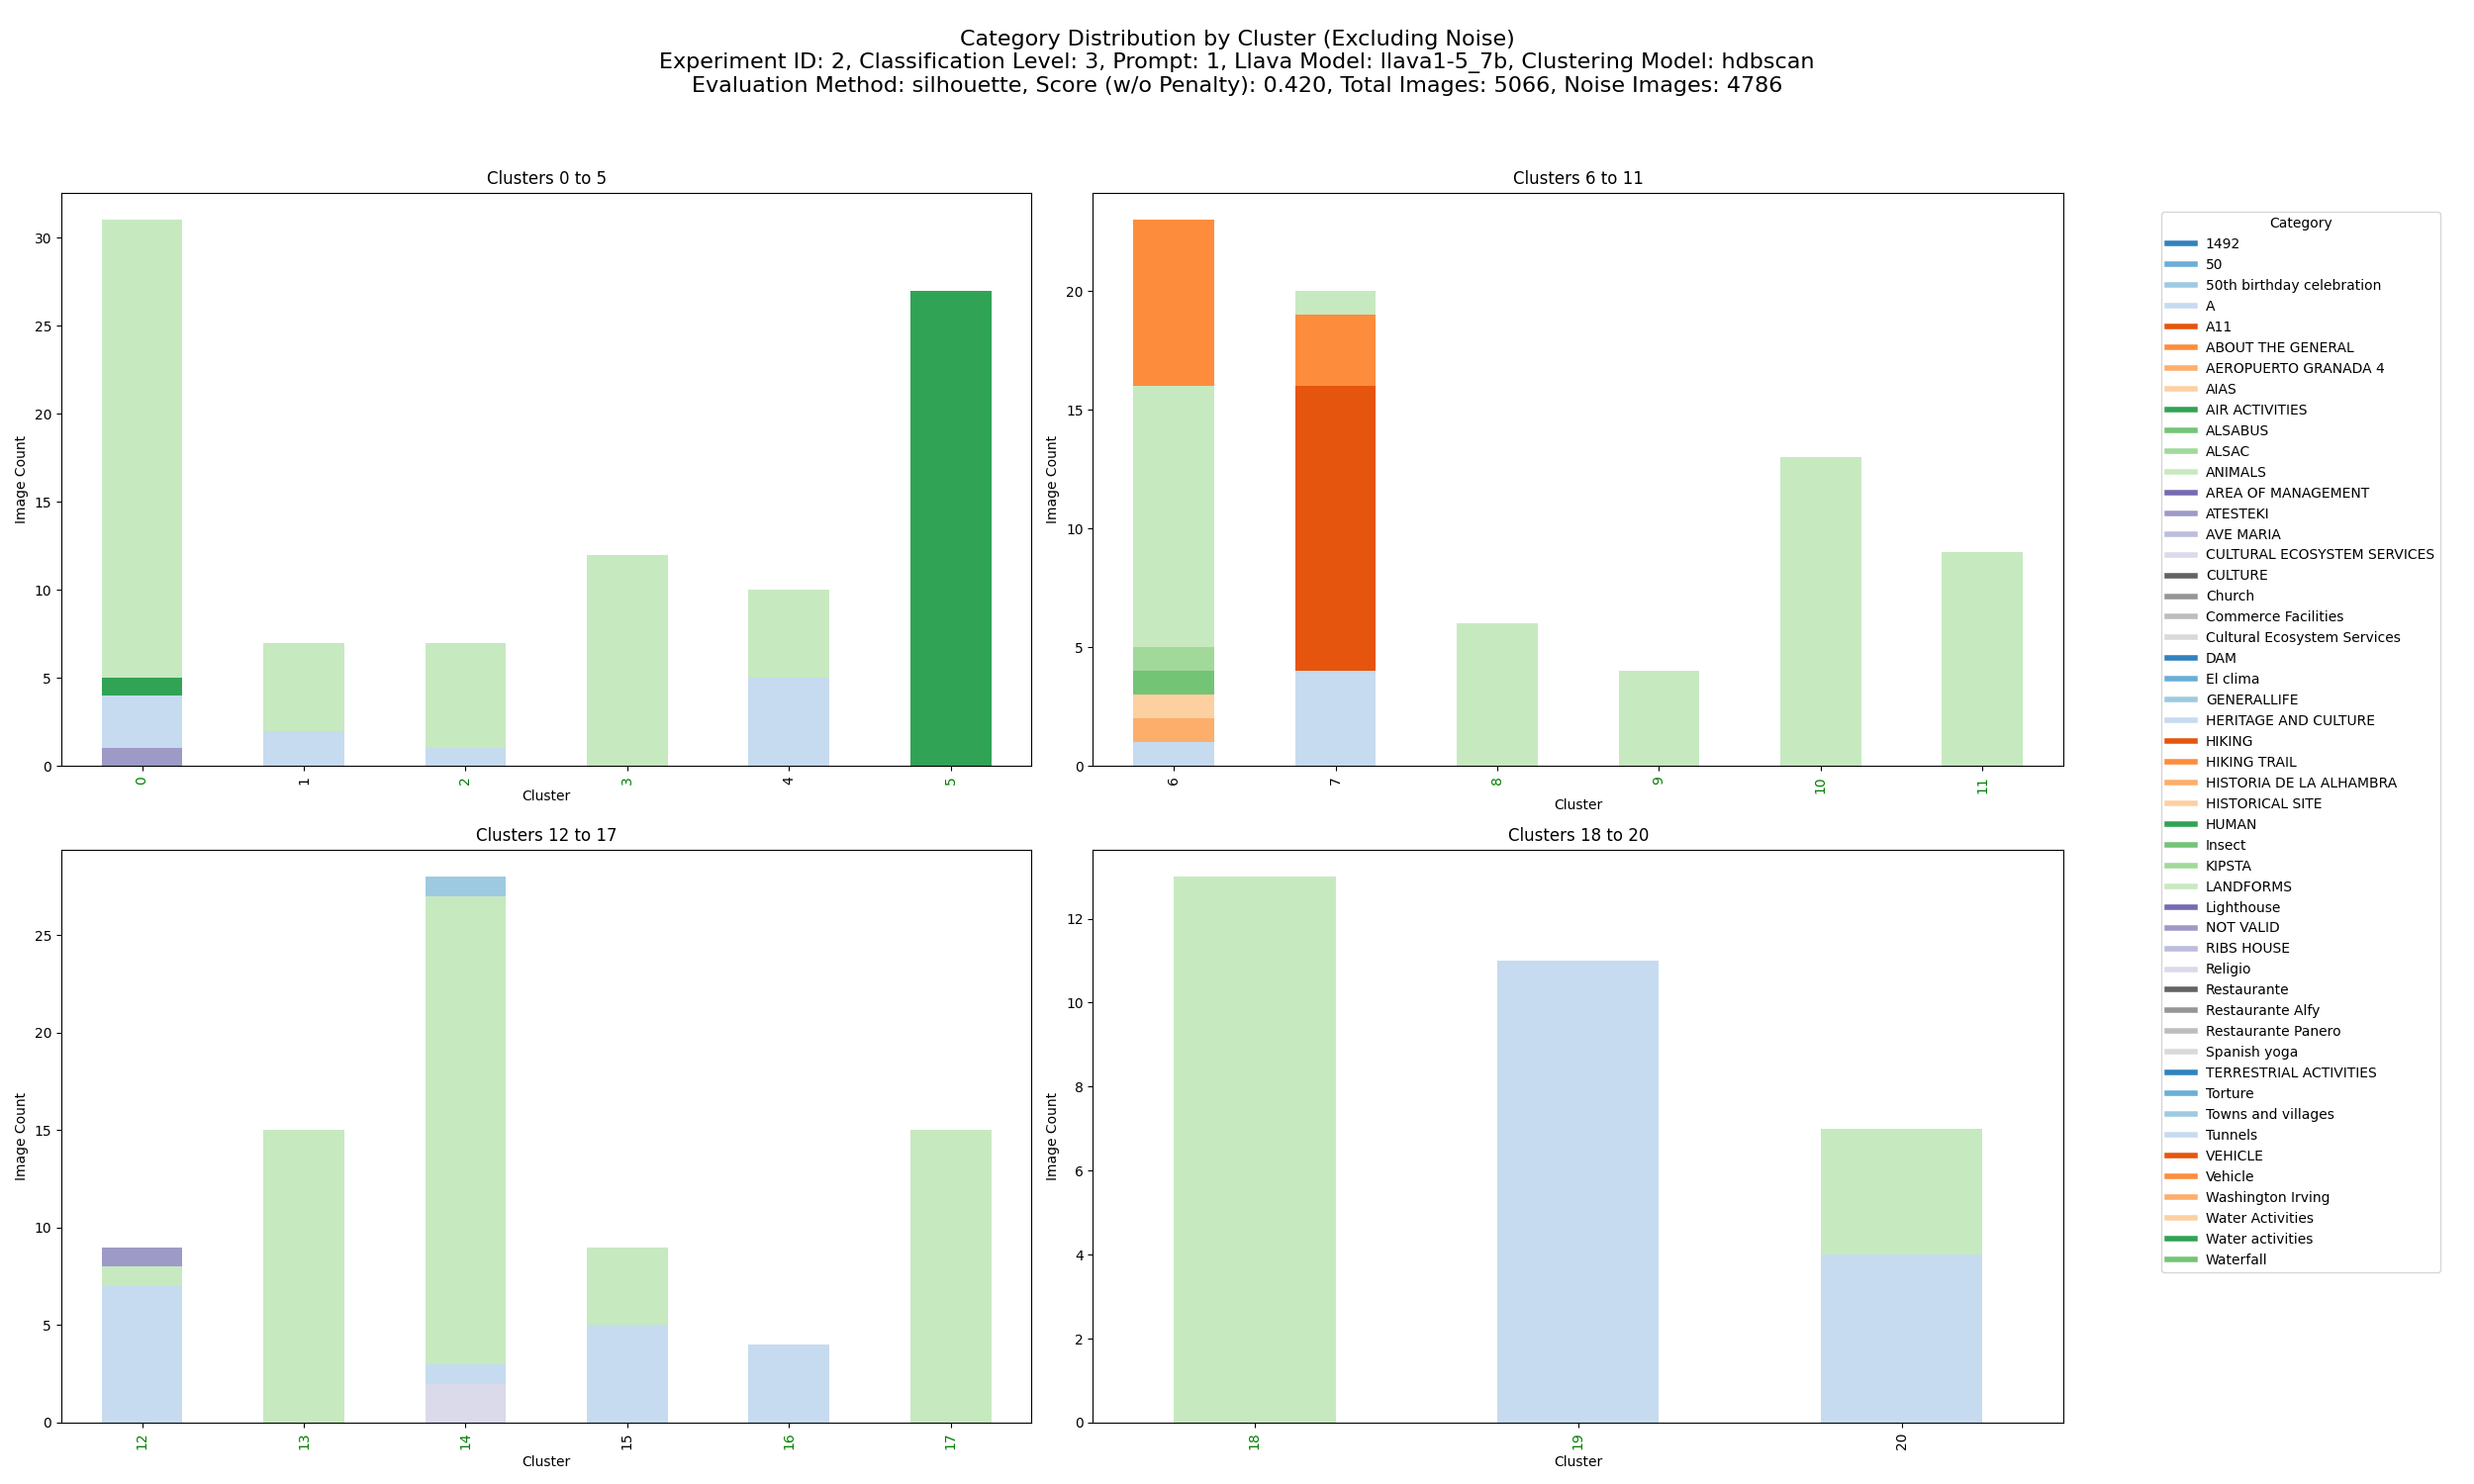 Category Distribution by Cluster (Excluding Noise)
Experiment ID: 2, Classification Level: 3, Prompt: 1, Llava Model: llava1-5_7b, Clustering Model: hdbscan
Evaluation Method: silhouette, Score (w/o Penalty): 0.420, Total Images: 5066, Noise Images: 4786
Clusters 0 to 5
Image Count
30
25
20
15
10
5
0
0 1 2 3 4 5
Cluster
Clusters 6 to 11
Image Count
20
15
10
5
0
6 7 8 9 10 11
Cluster
Clusters 12 to 17
Image Count
25
20
15
10
5
0
12 13 14 15 16 17
Cluster
Clusters 18 to 20
Image Count
12
10
8
6
4
2
0
18 19 20
Cluster
Category
1492
50
50th birthday celebration
A
A11
ABOUT THE GENERAL
AEROPUERTO GRANADA 4
AIAS
AIR ACTIVITIES
ALSABUS
ALSAC
ANIMALS
AREA OF MANAGEMENT
ATESTEKI
AVE MARIA
CULTURAL ECOSYSTEM SERVICES
CULTURE
Church
Commerce Facilities
Cultural Ecosystem Services
DAM
El clima
GENERALLIFE
HERITAGE AND CULTURE
HIKING
HIKING TRAIL
HISTORIA DE LA ALHAMBRA
HISTORICAL SITE
HUMAN
Insect
KIPSTA
LANDFORMS
Lighthouse
NOT VALID
RIBS HOUSE
Religio
Restaurante
Restaurante Alfy
Restaurante Panero
Spanish yoga
TERRESTRIAL ACTIVITIES
Torture
Towns and villages
Tunnels
VEHICLE
Vehicle
Washington Irving
Water Activities
Water activities
Waterfall